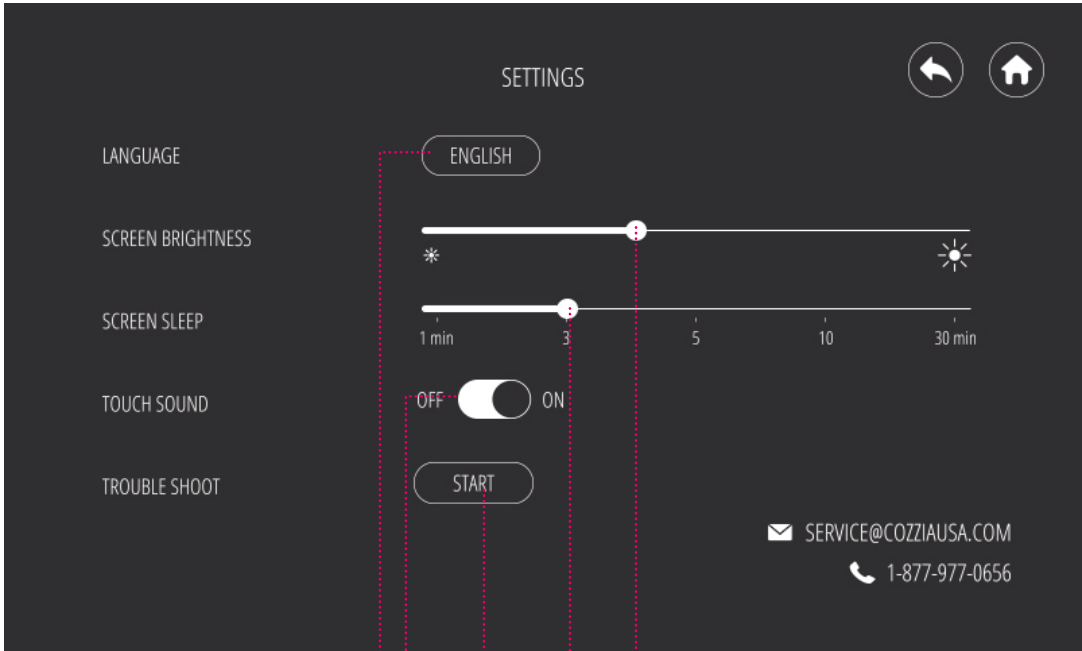 SETTINGS
LANGUAGE ENGLISH
SCREEN BRIGHTNESS
SCREEN SLEEP
1 min 3 5 10 30 min
TOUCH SOUND OFF ON
TROUBLE SHOOT START
SERVICE@COZZIAUSA.COM
1-877-977-0656